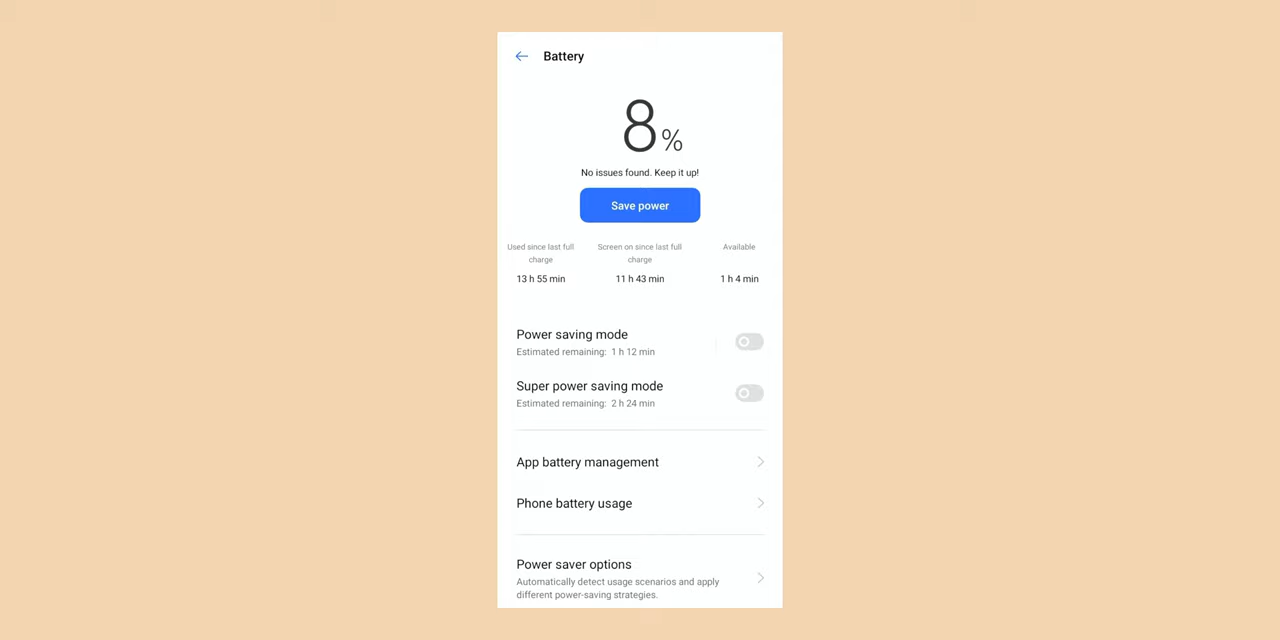 Battery
8%
No issues found. Keep it up!
Save power
Used since last full
charge
13 h 55 min
Screen on since last full
charge
11 h 43 min
Available
1 h 4 min
Power saving mode
Estimated remaining: 1 h 12 min
Super power saving mode
Estimated remaining: 2 h 24 min
App battery management
Phone battery usage
Power saver options
Automatically detect usage scenarios and apply
different power-saving strategies.